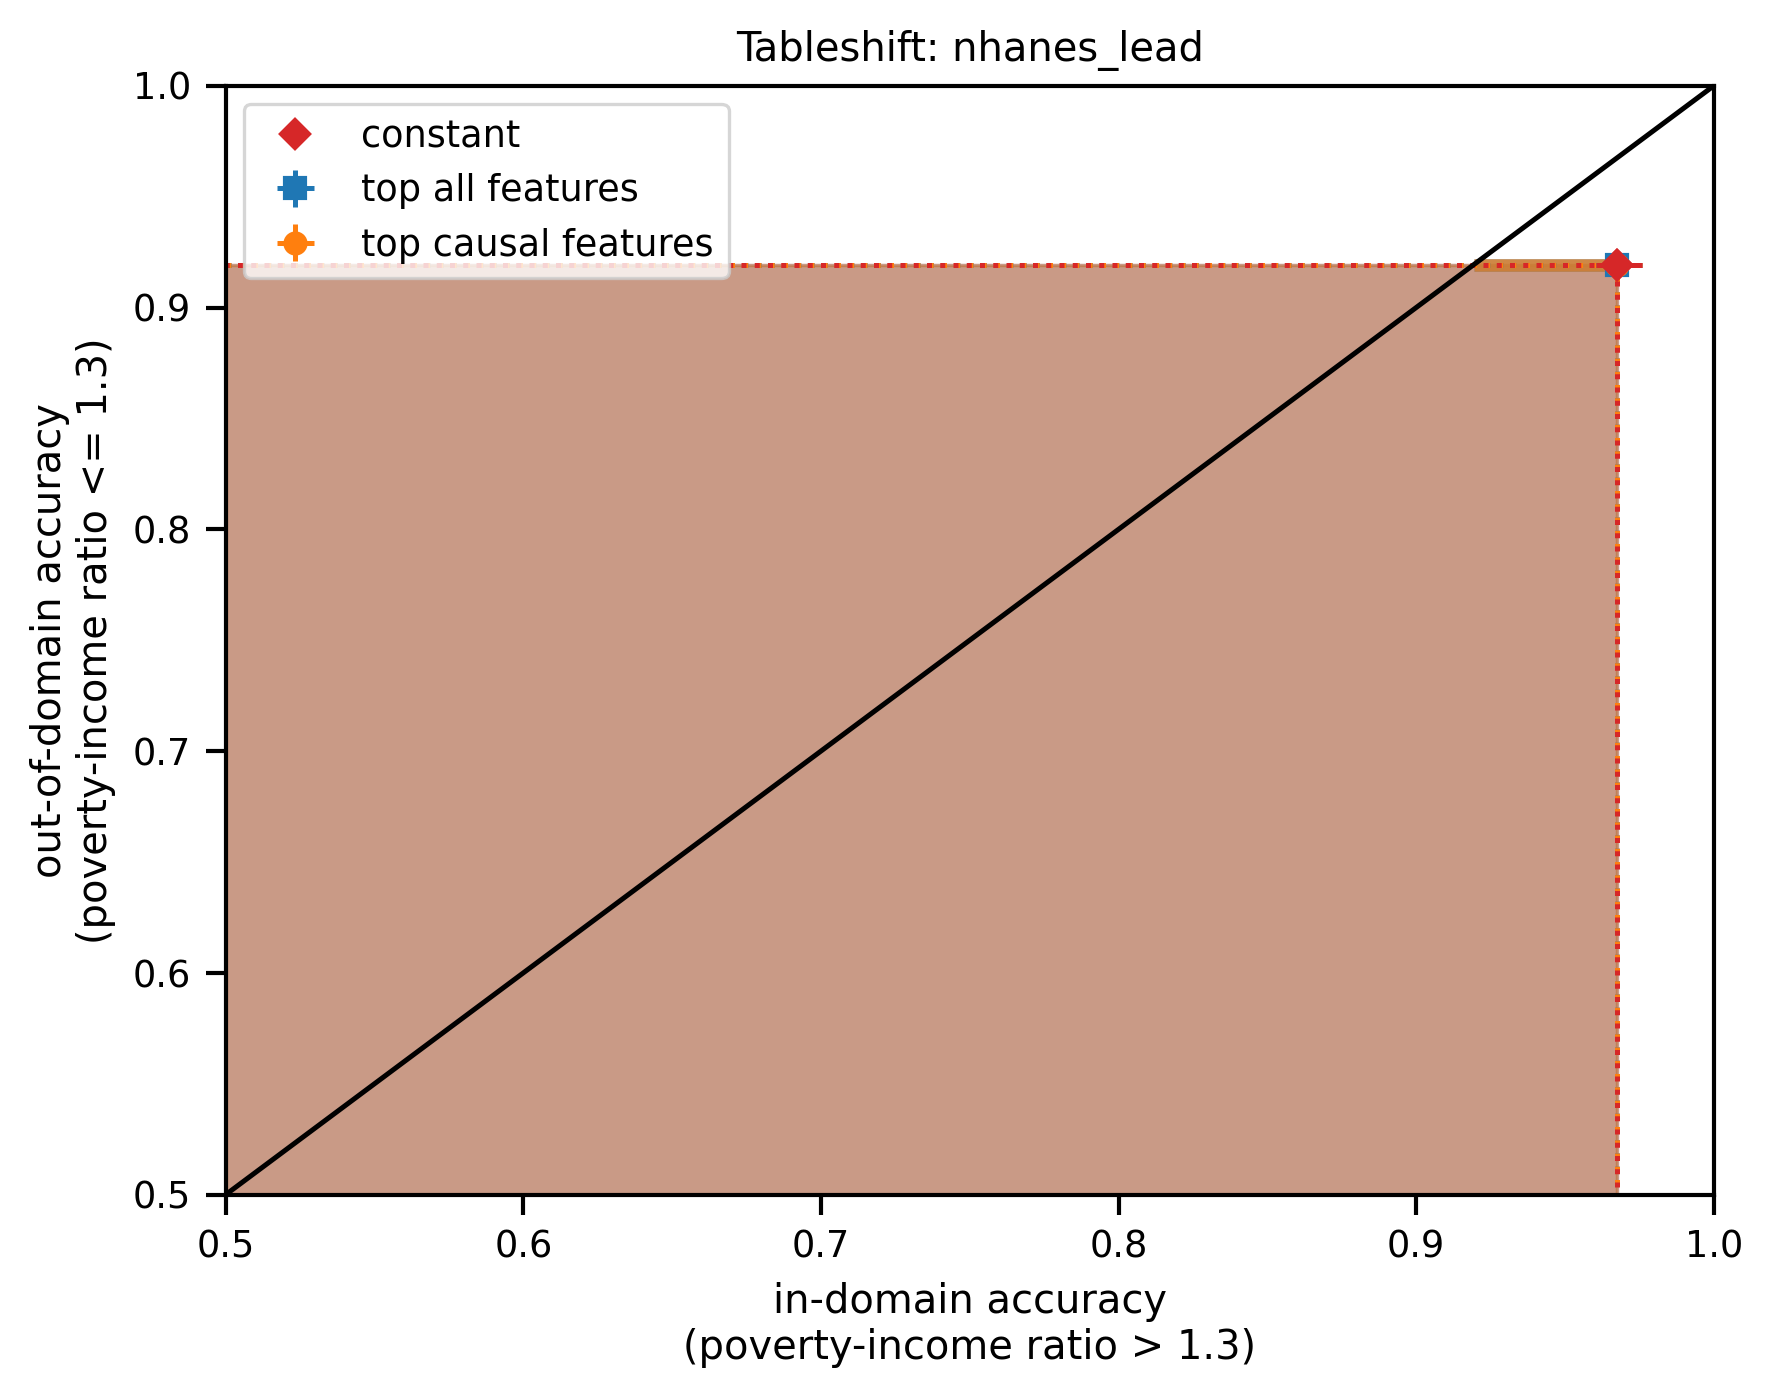 Tableshift: nhanes_lead
constant
top all features
top causal features
1.0
0.9
0.8
0.7
0.6
0.5
out-of-domain accuracy
(poverty-income ratio <= 1.3)
0.5 0.6 0.7 0.8 0.9 1.0
in-domain accuracy
(poverty-income ratio > 1.3)